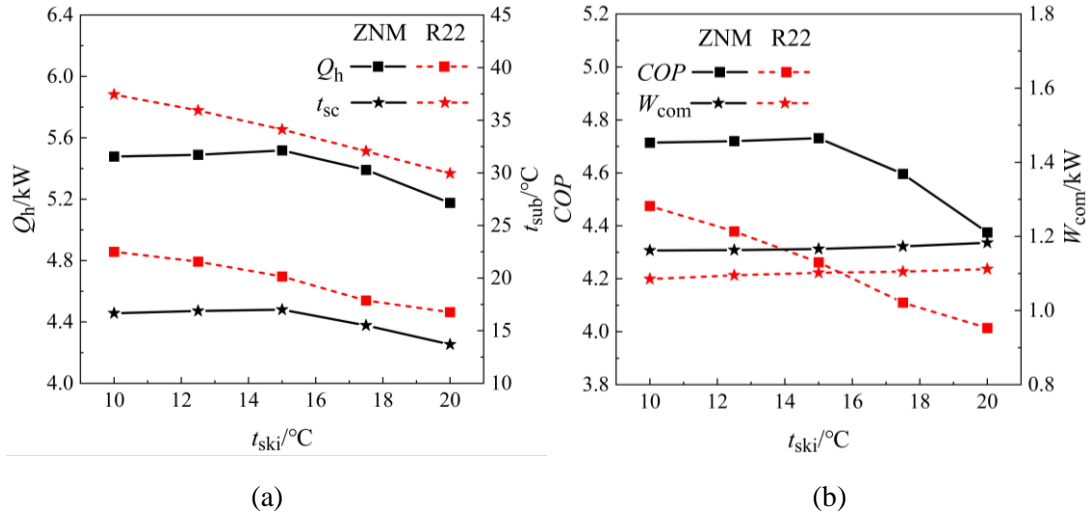 6.4
6.0
5.6
5.2
4.8
4.4
4.0
Qh/kW
ZNM R22
Qh
tsc
45
40
35
30
25
20
15
10
tsub/°C
10 12 14 16 18 20
tski/°C
(a)
5.2
5.0
4.8
4.6
4.4
4.2
4.0
3.8
COP
ZNM R22
COP
Wcom
1.8
1.6
1.4
1.2
1.0
0.8
Wcom/kW
10 12 14 16 18 20
tski/°C
(b)